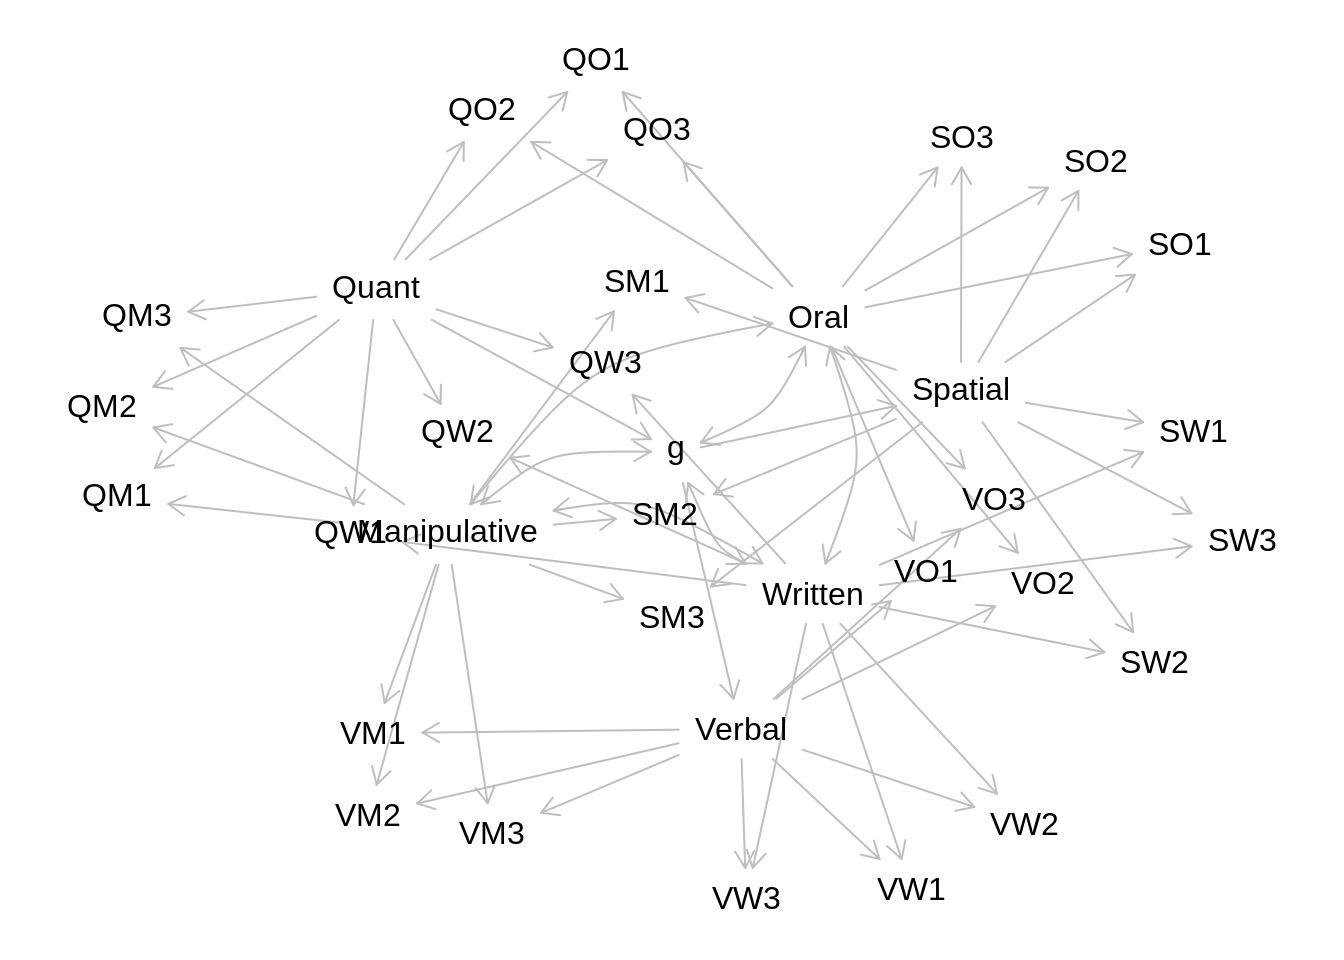 QO1
QO2
QO3
SO3
SO2
SO1
Quant
SM1
QM3
Oral
QW3
Spatial
QM2
QW2
g
SW1
QM1
VO3
SM2
QW1
Manipulative
SW3
VO1
VO2
Written
SM3
SW2
VM1
Verbal
VM2
VM3
VW2
VW3
VW1